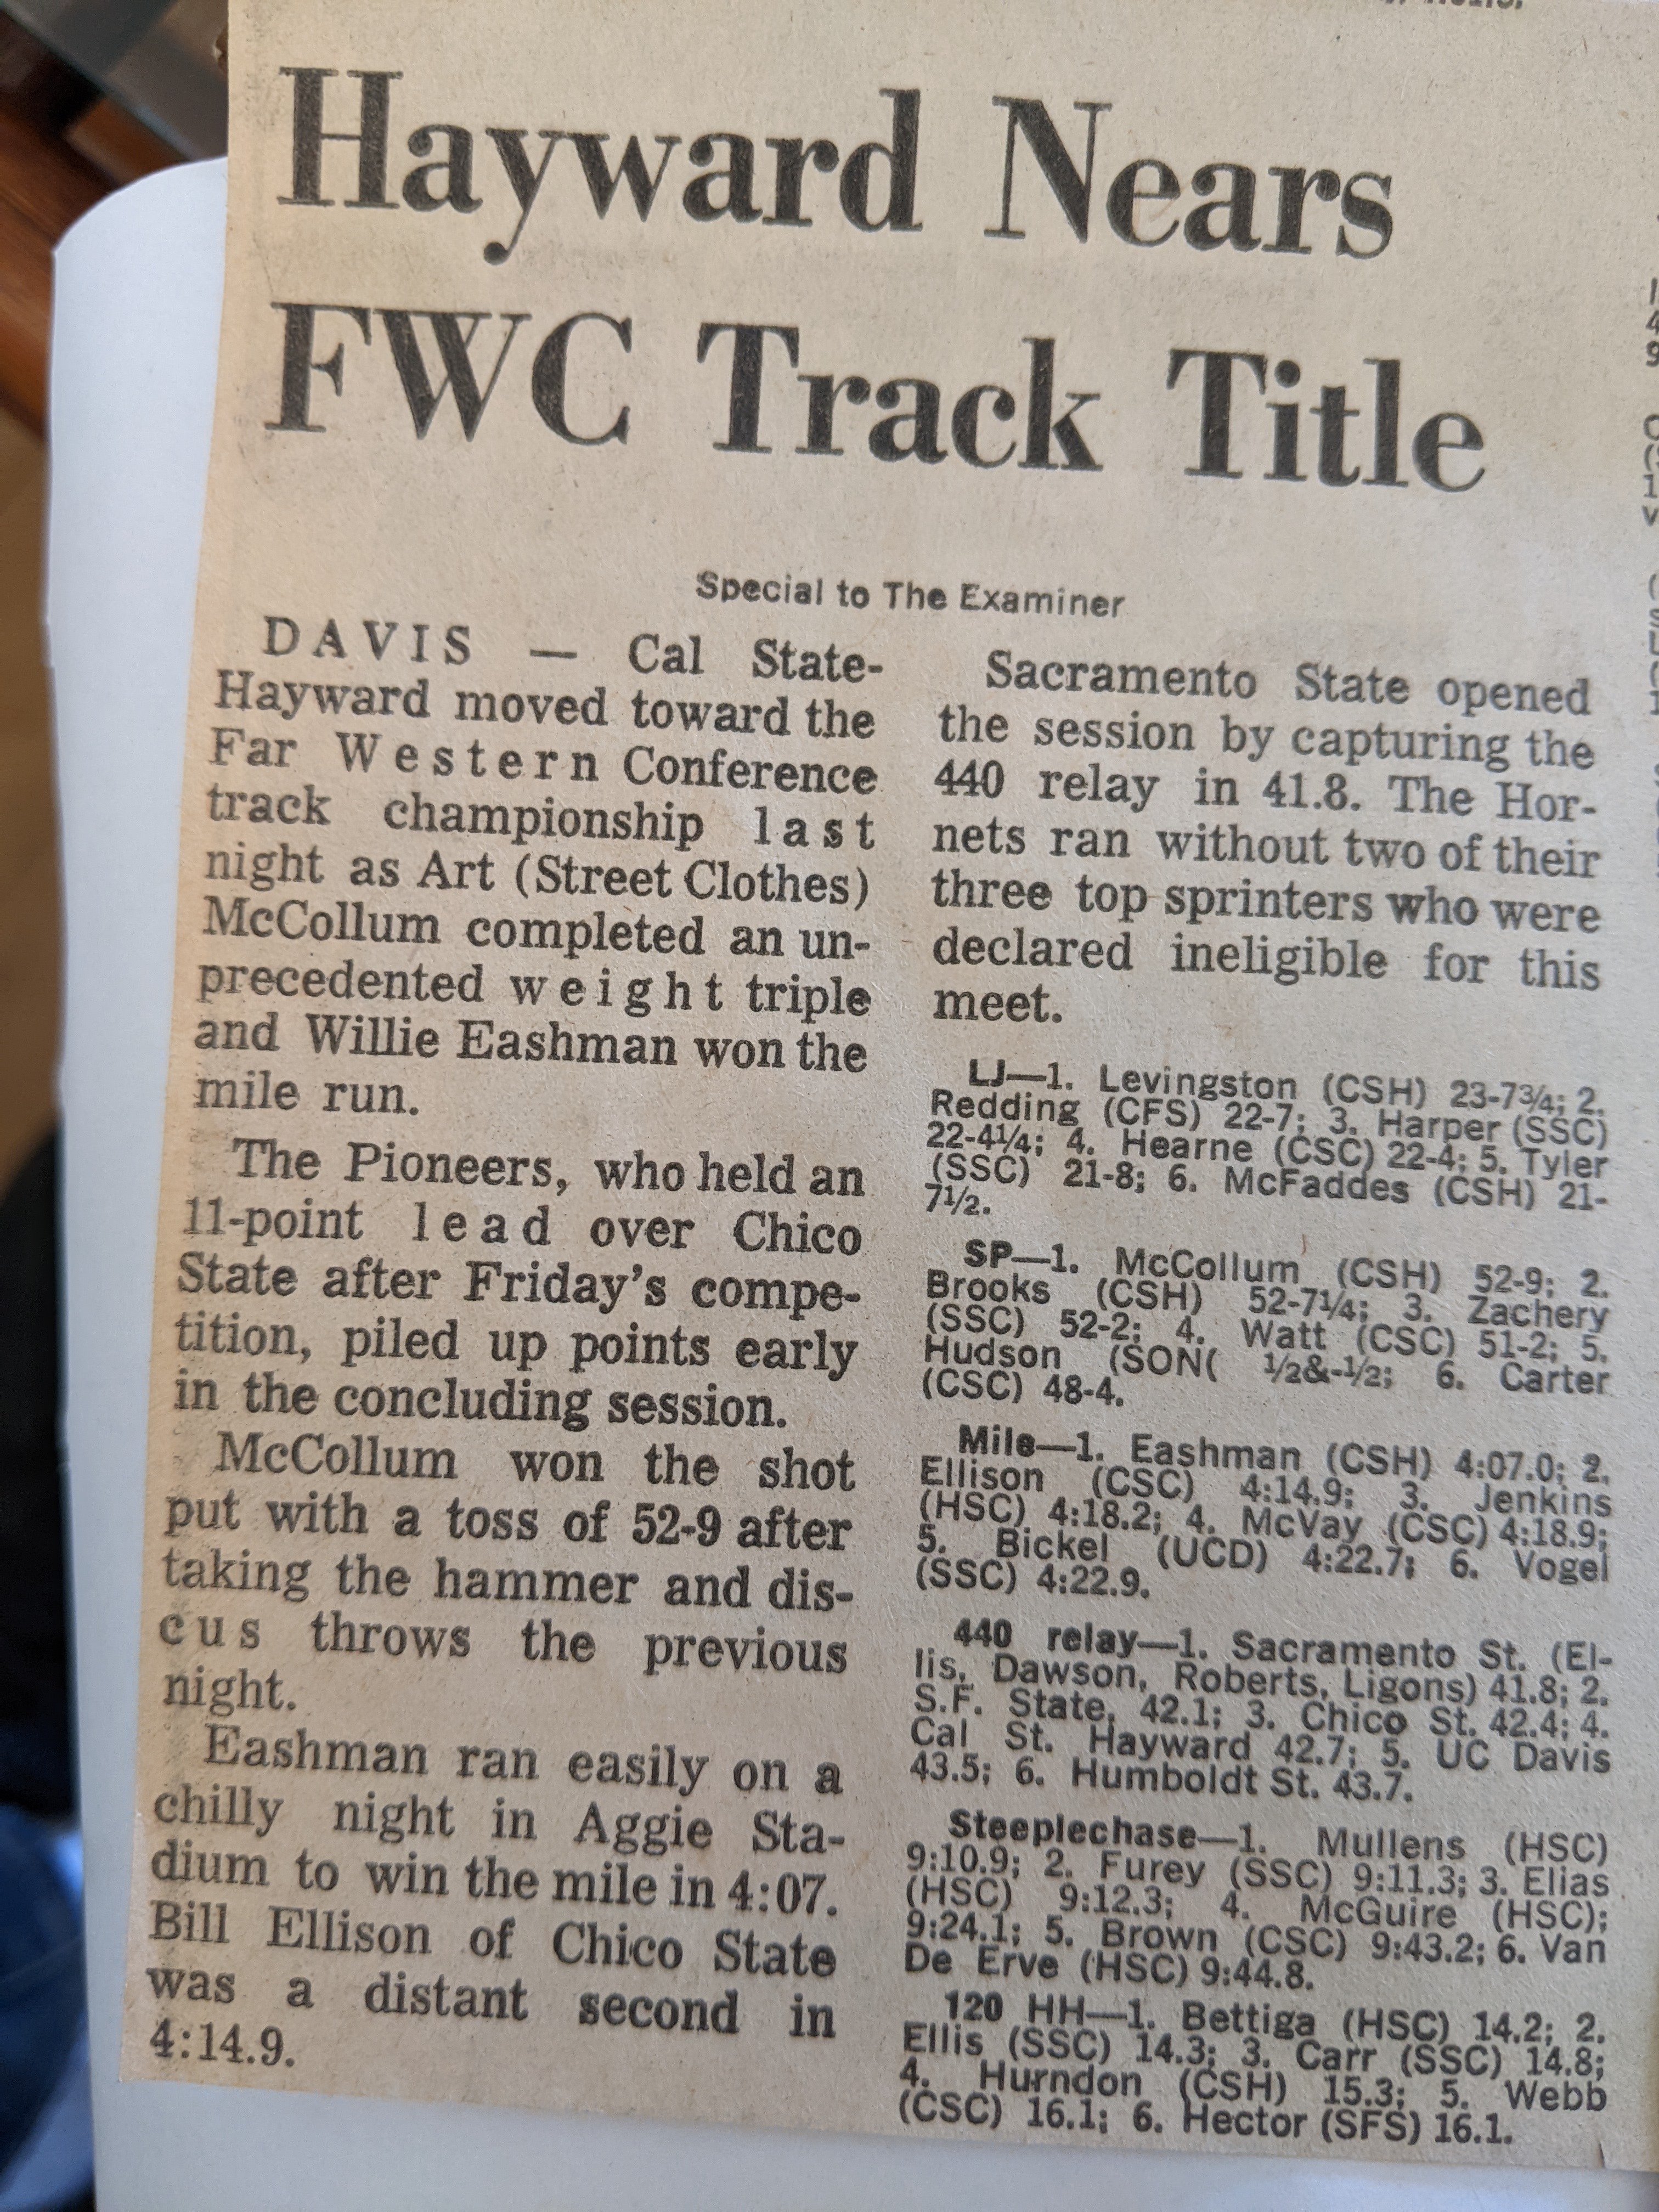 Hayward Nears
FWC Track Title
Special to The Examiner
DAVIS — Cal State-
Hayward moved toward the
Far Western Conference
track championship last
night as Art (Street Clothes)
McCollum completed an un-
precedented weight triple
and Willie Eashman won the
mile run.
The Pioneers, who held an
11-point lead over Chico
State after Friday's compe-
tition, piled up points early
in the concluding session.
McCollum won the shot
put with a toss of 52-9 after
taking the hammer and dis-
cus throws the previous
night.
Eashman ran easily on a
chilly night in Aggie Sta-
dium to win the mile in 4:07.
Bill Ellison of Chico State
was a distant second in
4:14.9.
Sacramento State opened
the session by capturing the
440 relay in 41.8. The Hor-
nets ran without two of their
three top sprinters who were
declared ineligible for this
meet.
LJ—1. Levingston (CSH) 23-7¾; 2.
Redding (CFS) 22-7; 3. Harper (SSC)
22-4¼; 4. Hearne (CSC) 22-4; 5. Tyler
(SSC) 21-8; 6. McFaddes (CSH) 21-
7½.
SP—1. McCollum (CSH) 52-9; 2.
Brooks (CSH) 52-7¼; 3. Zachery
(SSC) 52-2; 4. Watt (CSC) 51-2; 5.
Hudson (SON( ½&-½; 6. Carter
(CSC) 48-4.
Mile—1. Eashman (CSH) 4:07.0; 2.
Ellison (CSC) 4:14.9; 3. Jenkins
(HSC) 4:18.2; 4. McVay (CSC) 4:18.9;
5. Bickel (UCD) 4:22.7; 6. Vogel
(SSC) 4:22.9.
440 relay—1. Sacramento St. (El-
lis, Dawson, Roberts, Ligons) 41.8; 2.
S.F. State, 42.1; 3. Chico St. 42.4; 4.
Cal St. Hayward 42.7; 5. UC Davis
43.5; 6. Humboldt St. 43.7.
Steeplechase—1. Mullens (HSC)
9:10.9; 2. Furey (SSC) 9:11.3; 3. Elias
(HSC) 9:12.3; 4. McGuire (HSC);
9:24.1; 5. Brown (CSC) 9:43.2; 6. Van
De Erve (HSC) 9:44.8.
120 HH—1. Bettiga (HSC) 14.2; 2.
Ellis (SSC) 14.3; 3. Carr (SSC) 14.8;
4. Hurndon (CSH) 15.3; 5. Webb
(CSC) 16.1; 6. Hector (SFS) 16.1.